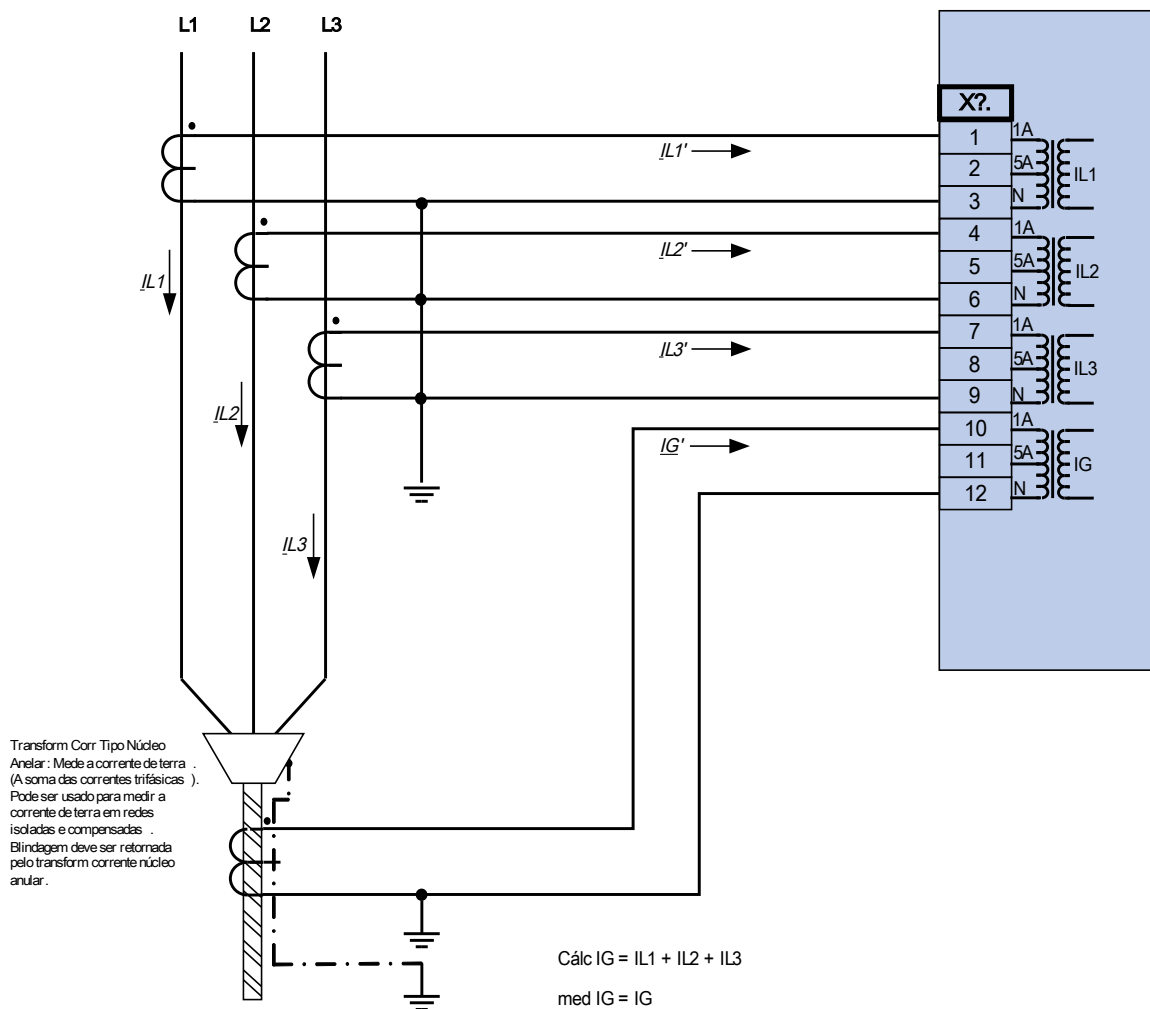 L1 L2 L3
X?.
1 1A
2 5A IL1
3 N
4 1A
5 5A IL2
6 N
7 1A
8 5A IL3
9 N
10 1A
11 5A IG
12 N
IL1'
IL2'
IL3'
IG'
IL1
IL2
IL3
Transform Corr Tipo Núcleo
Anelar : Mede a corrente de terra .
(A soma das correntes trifásicas ).
Pode ser usado para medir a
corrente de terra em redes
isoladas e compensadas .
Blindagem deve ser retornada
pelo transform corrente núcleo
anular .
Cálc IG = IL1 + IL2 + IL3
med IG = IG